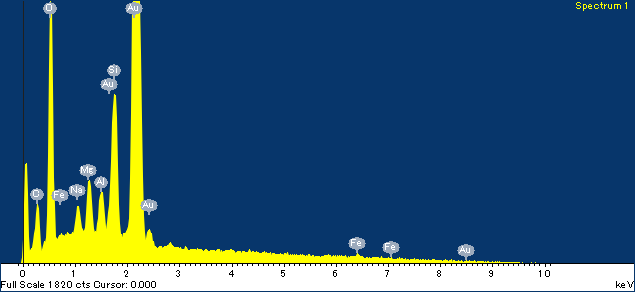 Spectrum 1
O Au
Si
Au
Mg
Al
Na
C Fe
Au
Fe Fe Au
0 1 2 3 4 5 6 7 8 9 10
Full Scale 1820 cts Cursor: 0.000 keV